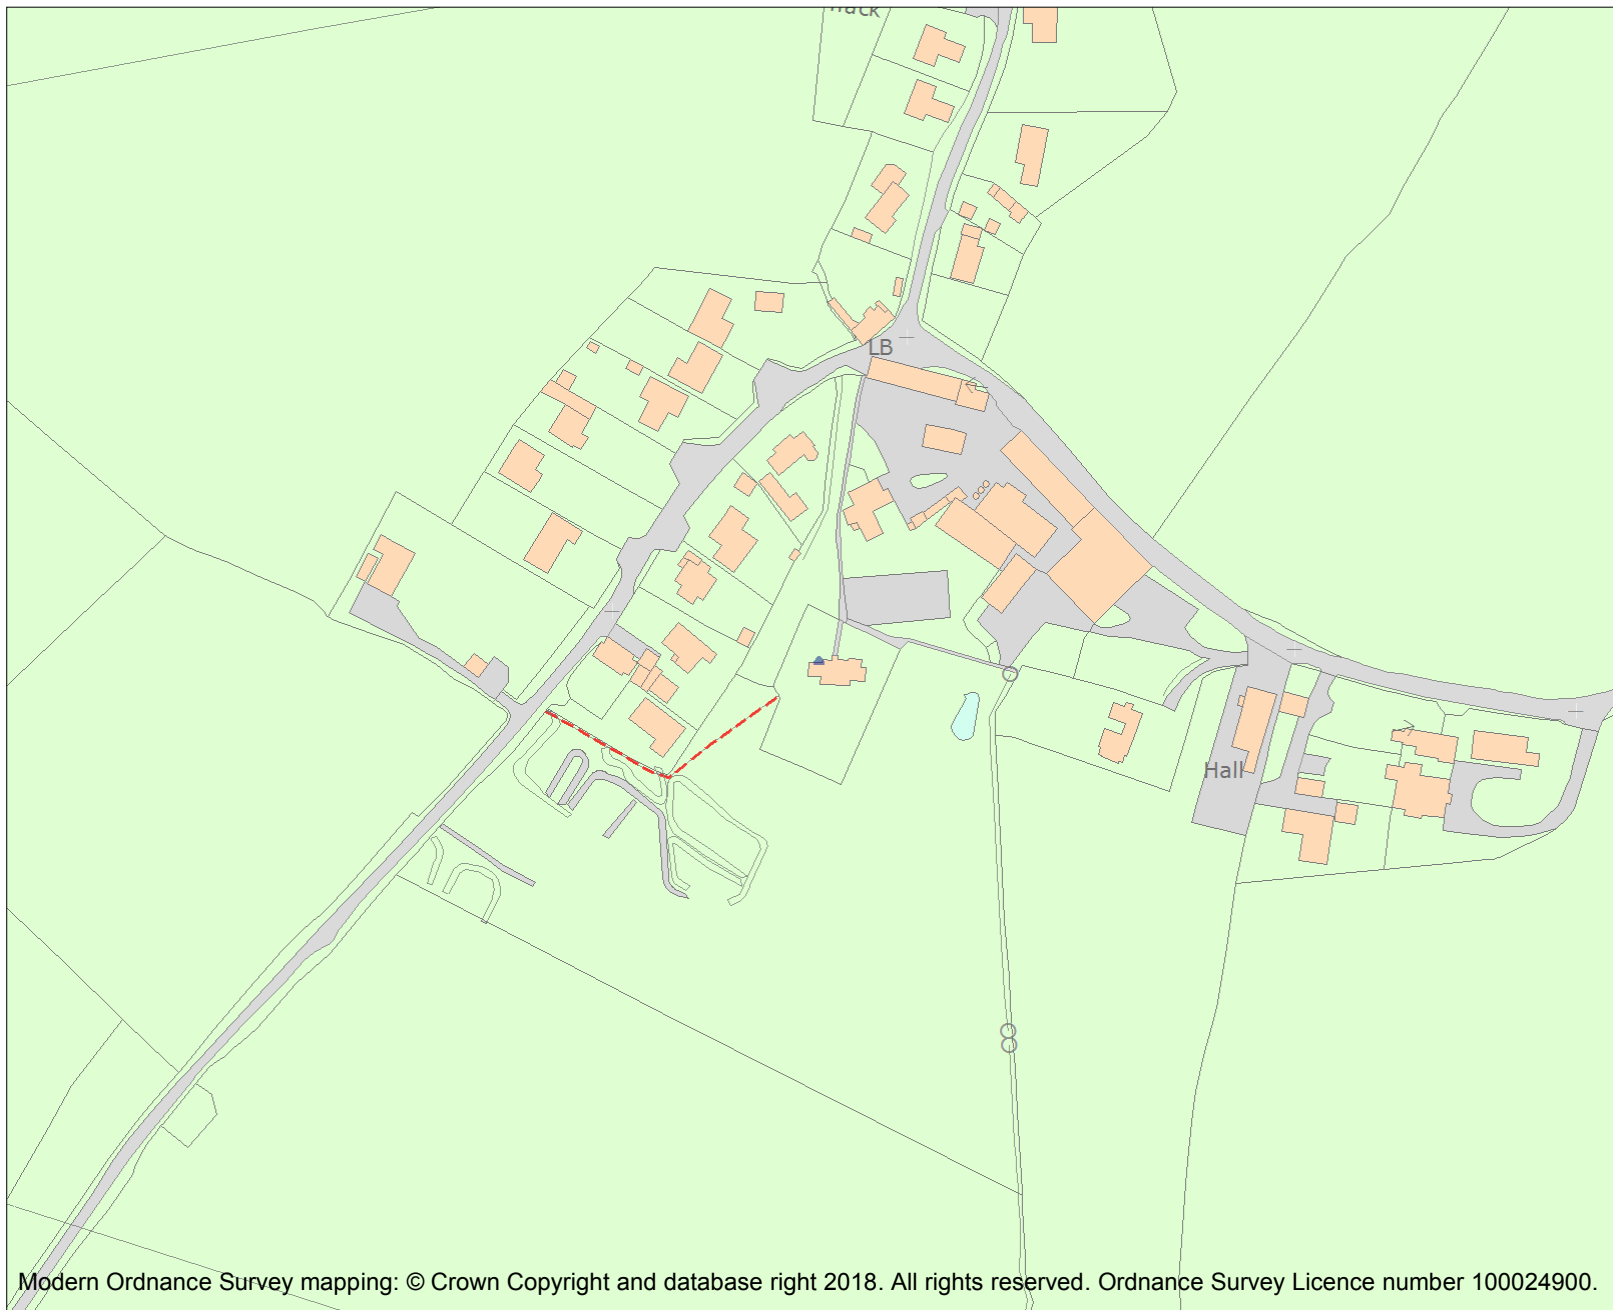 LB
Hall
Modern Ordnance Survey mapping: © Crown Copyright and database right 2018. All rights reserved. Ordnance Survey Licence number 100024900.